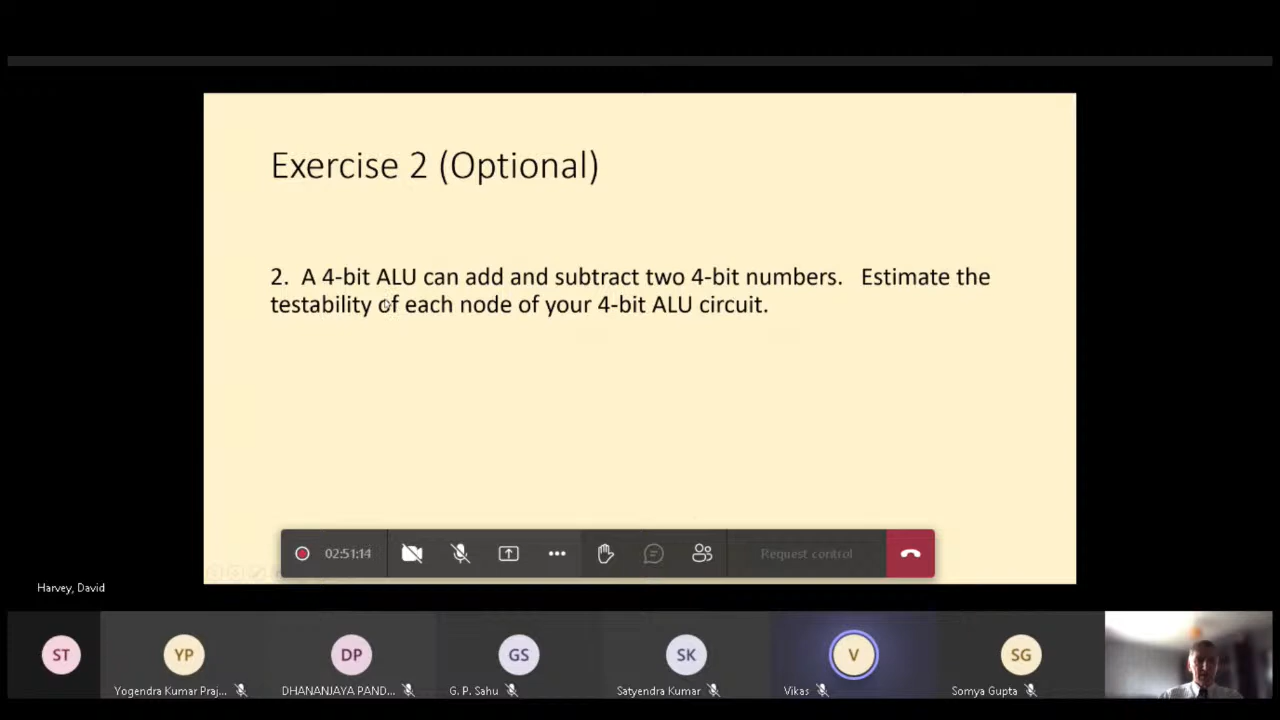 Exercise 2 (Optional)
2. A 4-bit ALU can add and subtract two 4-bit numbers. Estimate the
testability of each node of your 4-bit ALU circuit.
02:51:14
Request control
Harvey, David
ST
YP
DP
GS
SK
V
SG
Yogendra Kumar Praj...
DHANANJAYA PAND...
G. P. Sahu
Satyendra Kumar
Vikas
Somya Gupta